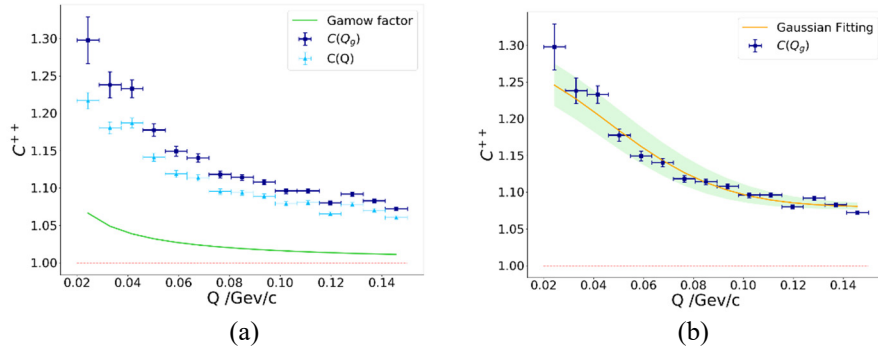 Gamow factor
C(Q_g)
C(Q)
1.30
1.25
1.20
1.15
1.10
1.05
1.00
C^{++}
0.02 0.04 0.06 0.08 0.10 0.12 0.14
Q /Gev/c
(a)
Gaussian Fitting
C(Q_g)
1.30
1.25
1.20
1.15
1.10
1.05
1.00
C^{++}
0.02 0.04 0.06 0.08 0.10 0.12 0.14
Q /Gev/c
(b)